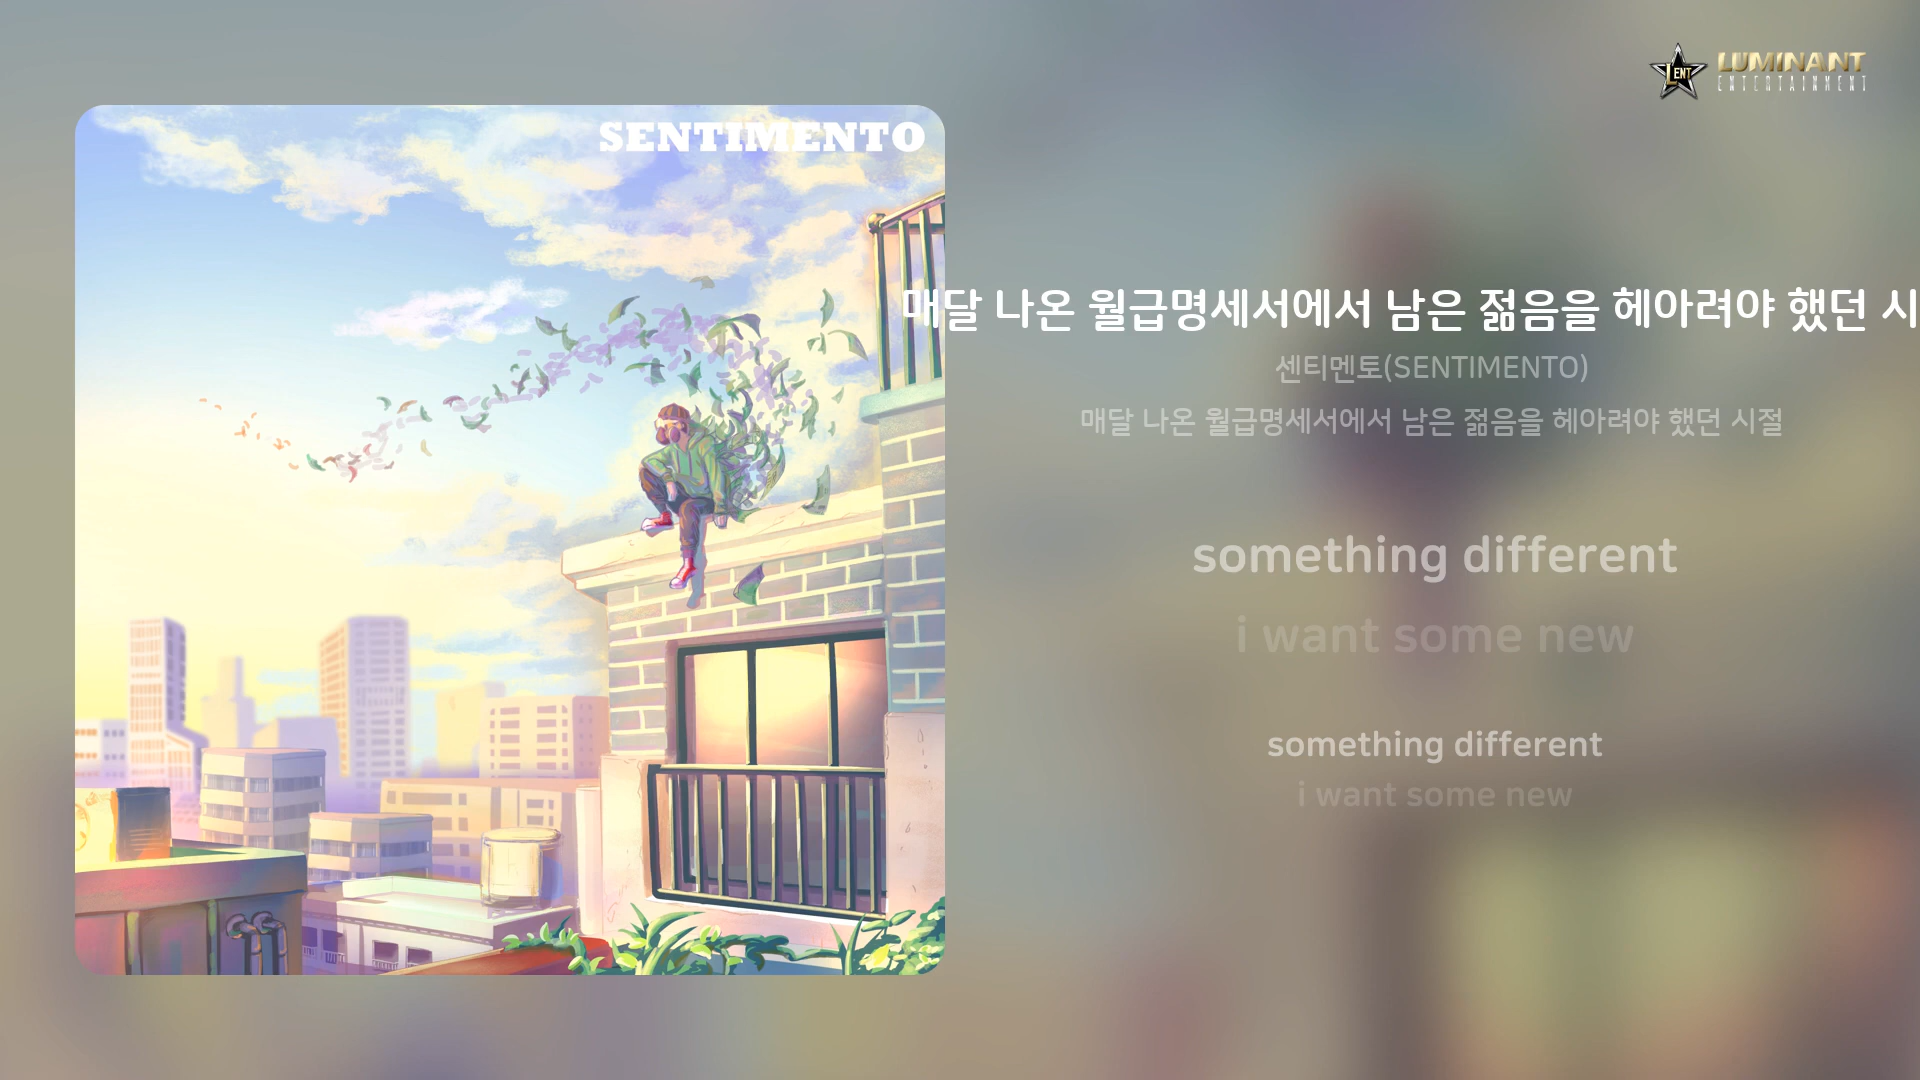 LENT
LUMINANT
ENTERTAINMENT
SENTIMENTO
매달 나온 월급명세서에서 남은 젊음을 헤아려야 했던 시
센티멘토(SENTIMENTO)
매달 나온 월급명세서에서 남은 젊음을 헤아려야 했던 시절
something different
i want some new
something different
i want some new